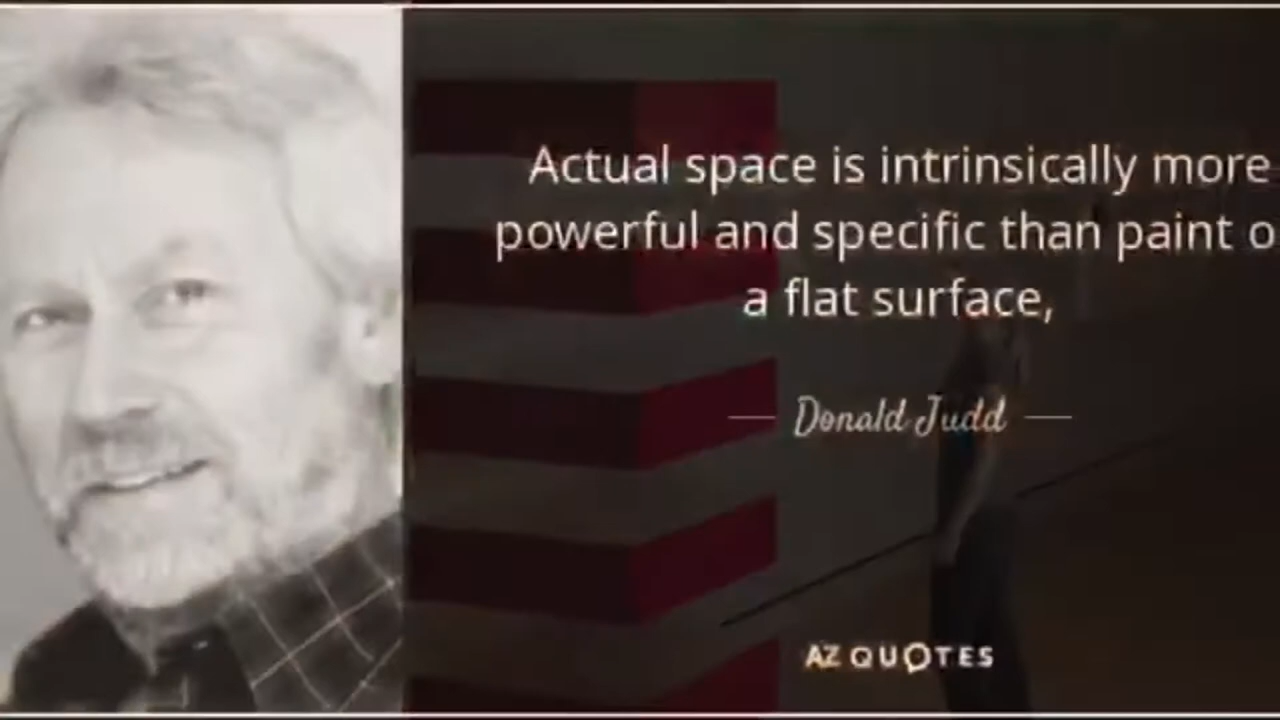 Actual space is intrinsically more
powerful and specific than paint o
a flat surface,
Donald Judd
AZ QUOTES